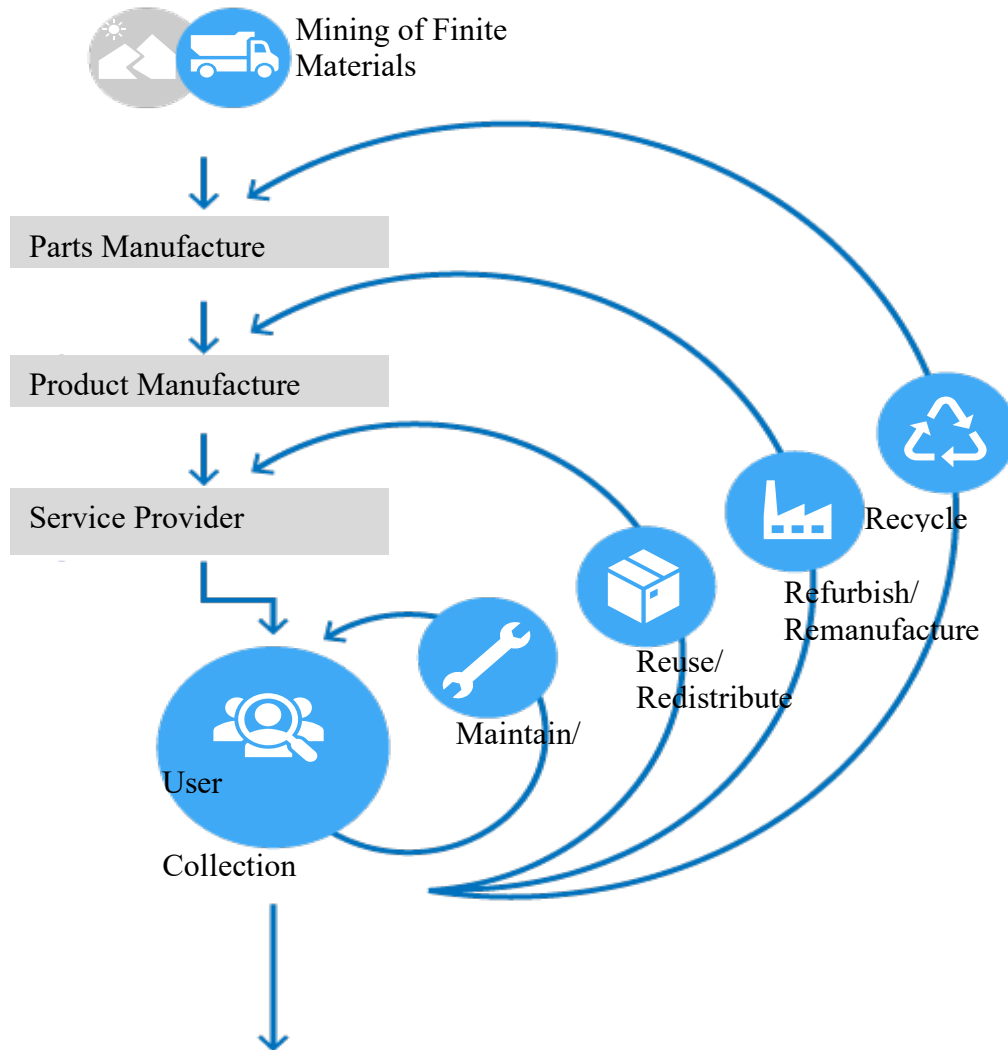 Mining of Finite
Materials
Parts Manufacture
Product Manufacture
Service Provider
Recycle
Refurbish/
Remanufacture
Reuse/
Redistribute
Maintain/
User
Collection